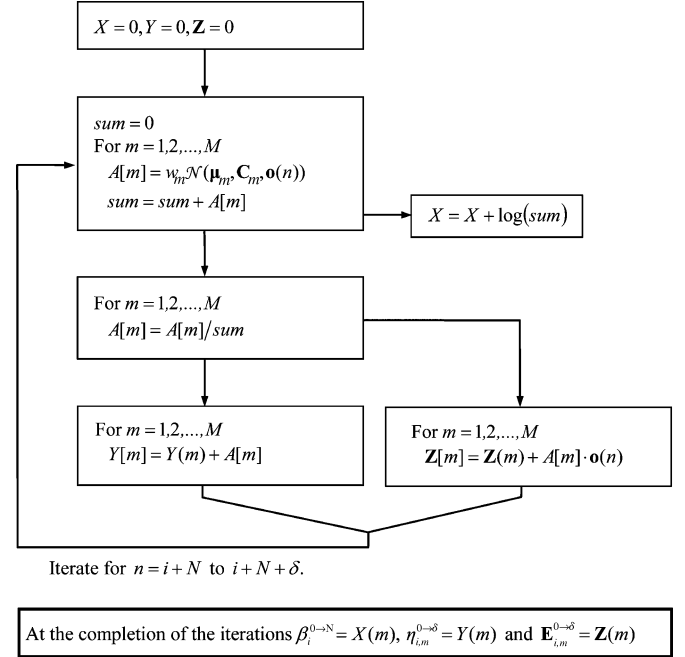 X = 0, Y = 0, Z = 0
sum = 0
For m = 1,2,...,M
A[m] = w_m 𝒩(μ_m, C_m, o(n))
sum = sum + A[m]
X = X + log(sum)
For m = 1,2,...,M
A[m] = A[m]/sum
For m = 1,2,...,M
Y[m] = Y(m) + A[m]
For m = 1,2,...,M
Z[m] = Z(m) + A[m]·o(n)
Iterate for n = i + N to i + N + δ.
At the completion of the iterations β_i^{0→N} = X(m), η_{i,m}^{0→δ} = Y(m) and E_{i,m}^{0→δ} = Z(m)